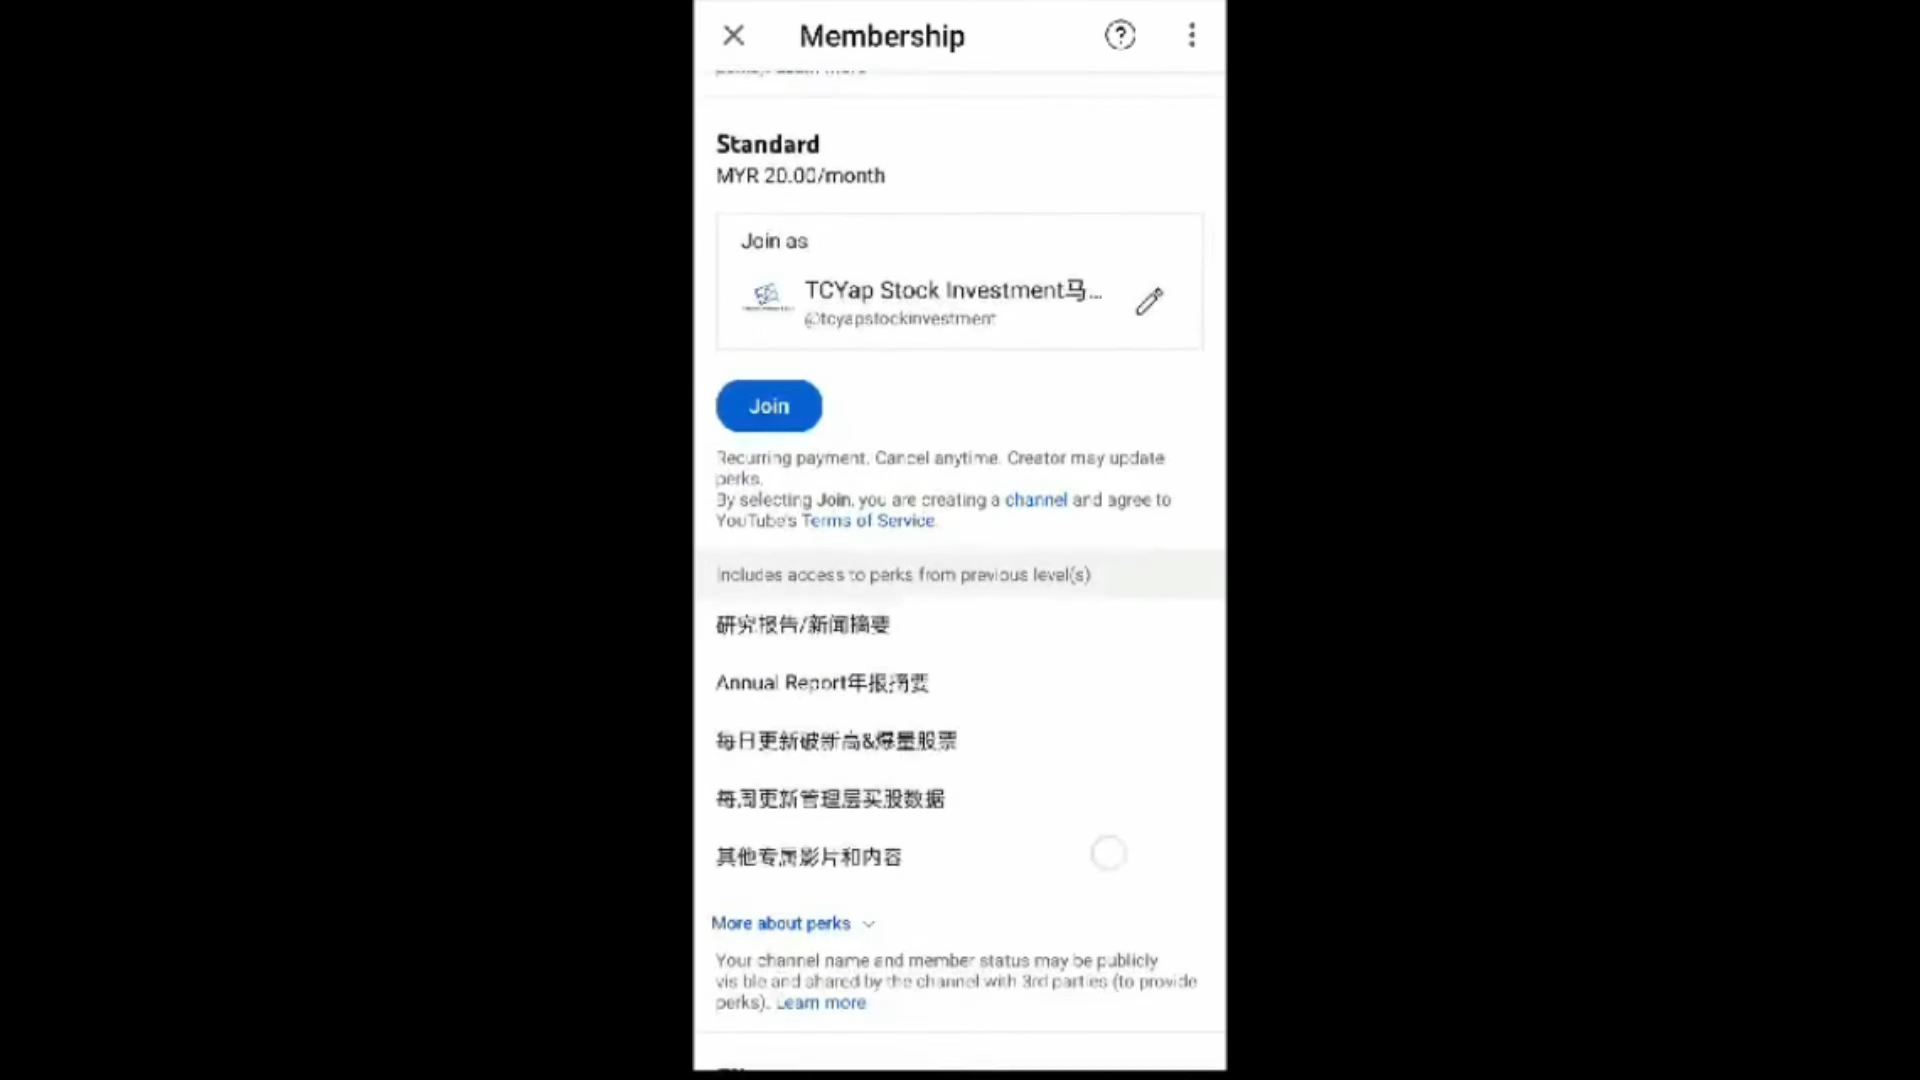 Membership
Standard
MYR 20.00/month
Join as
TCYap Stock Investment马...
@tcyapstockinvestment
Join
Recurring payment. Cancel anytime. Creator may update
perks.
By selecting Join, you are creating a channel and agree to
YouTube's Terms of Service.
Includes access to perks from previous level(s)
研究报告/新闻摘要
Annual Report年报摘要
每日更新破新高&爆量股票
每周更新管理层买股数据
其他专属影片和内容
More about perks
Your channel name and member status may be publicly
visible and shared by the channel with 3rd parties (to provide
perks). Learn more